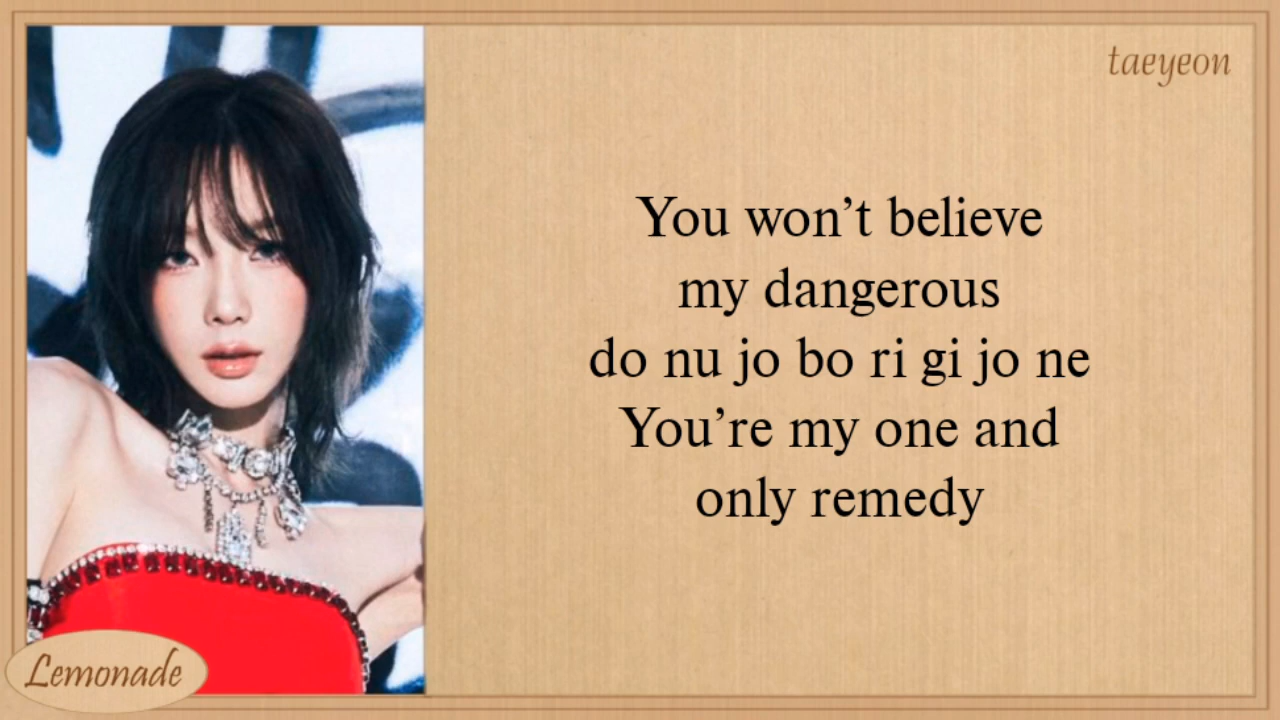 taeyeon
You won’t believe
my dangerous
do nu jo bo ri gi jo ne
You’re my one and
only remedy
Lemonade